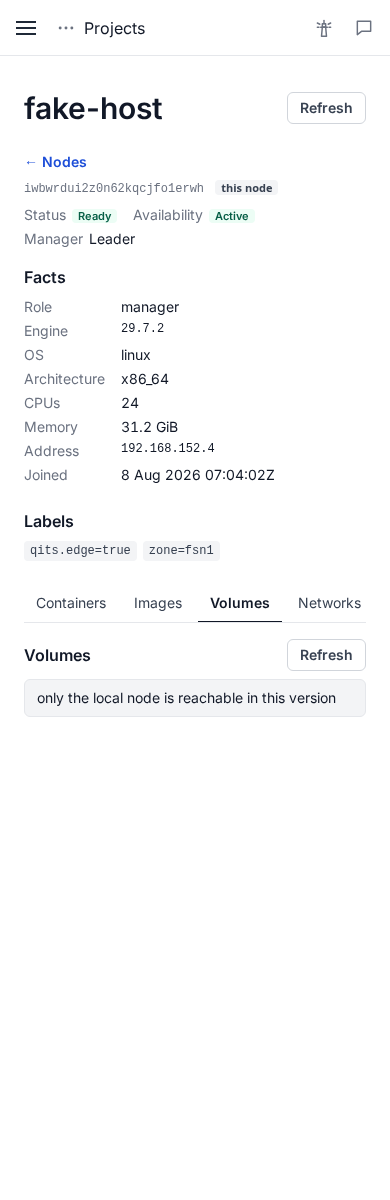 Projects
fake-host
Refresh
← Nodes
iwbwrdui2z0n62kqcjfo1erwh this node
Status Ready Availability Active
Manager Leader
Facts
Role manager
Engine 29.7.2
OS linux
Architecture x86_64
CPUs 24
Memory 31.2 GiB
Address 192.168.152.4
Joined 8 Aug 2026 07:04:02Z
Labels
qits.edge=true zone=fsn1
Containers Images Volumes Networks
Volumes Refresh
only the local node is reachable in this version